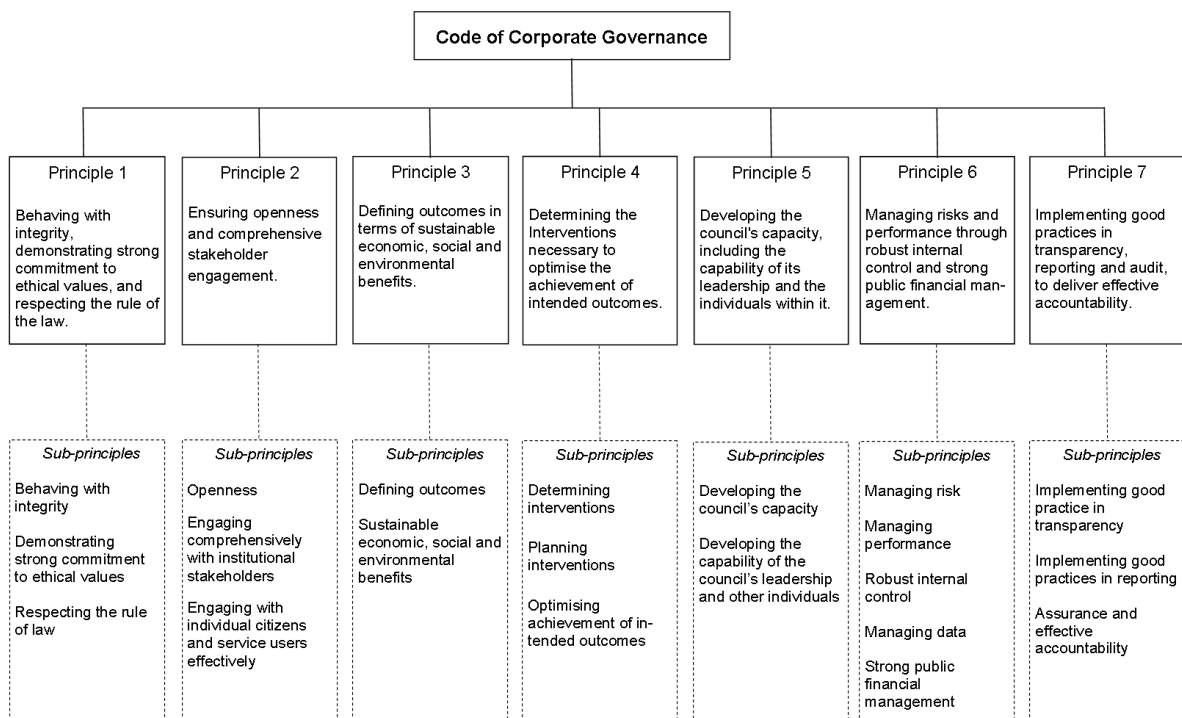 Code of Corporate Governance
Principle 1
Behaving with
integrity,
demonstrating strong
commitment to
ethical values, and
respecting the rule of
the law.
Principle 2
Ensuring openness
and comprehensive
stakeholder
engagement.
Principle 3
Defining outcomes in
terms of sustainable
economic, social and
environmental
benefits.
Principle 4
Determining the
Interventions
necessary to
optimise the
achievement of
intended outcomes.
Principle 5
Developing the
council's capacity,
including the
capability of its
leadership and the
individuals within it.
Principle 6
Managing risks and
performance through
robust internal
control and strong
public financial man-
agement.
Principle 7
Implementing good
practices in
transparency,
reporting and audit,
to deliver effective
accountability.
Sub-principles
Behaving with
integrity
Demonstrating
strong commitment
to ethical values
Respecting the rule
of law
Sub-principles
Openness
Engaging
comprehensively
with institutional
stakeholders
Engaging with
individual citizens
and service users
effectively
Sub-principles
Defining outcomes
Sustainable
economic, social and
environmental
benefits
Sub-principles
Determining
interventions
Planning
interventions
Optimising
achievement of in-
tended outcomes
Sub-principles
Developing the
council's capacity
Developing the
capability of the
council's leadership
and other individuals
Sub-principles
Managing risk
Managing
performance
Robust internal
control
Managing data
Strong public
financial
management
Sub-principles
Implementing good
practice in
transparency
Implementing good
practices in reporting
Assurance and
effective
accountability